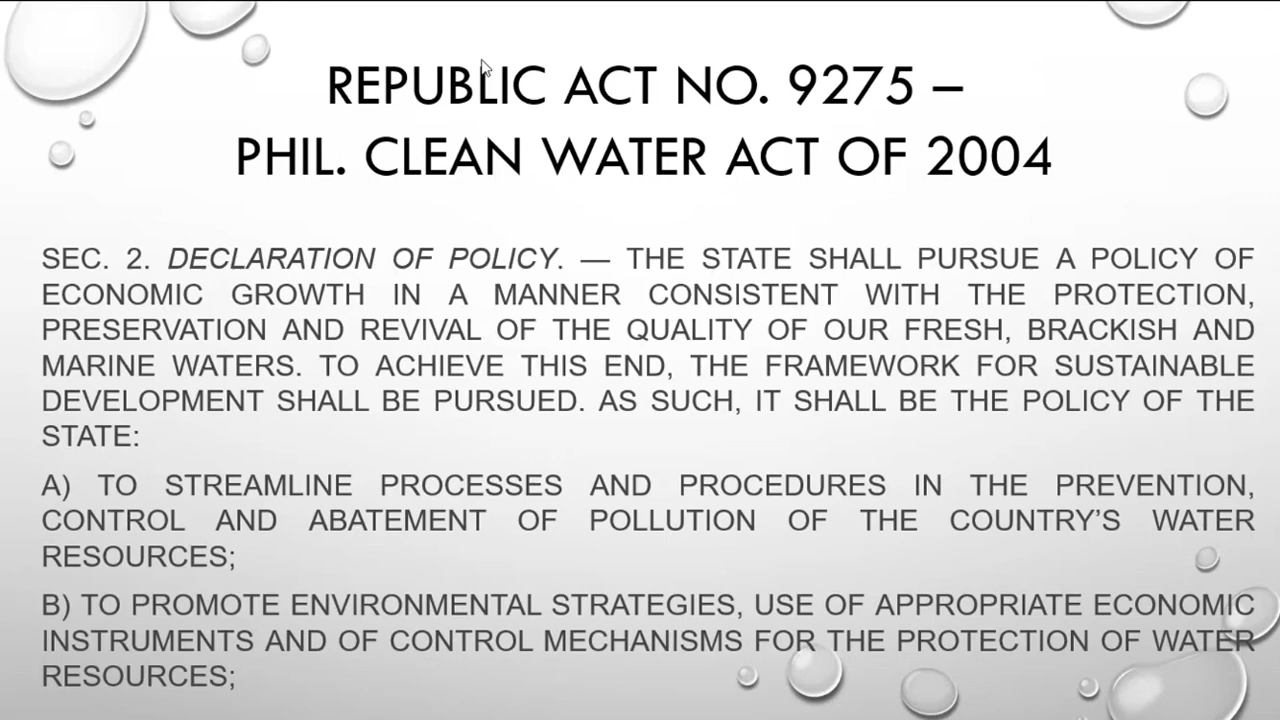 REPUBLIC ACT NO. 9275 –
PHIL. CLEAN WATER ACT OF 2004
SEC. 2. DECLARATION OF POLICY. — THE STATE SHALL PURSUE A POLICY OF
ECONOMIC GROWTH IN A MANNER CONSISTENT WITH THE PROTECTION,
PRESERVATION AND REVIVAL OF THE QUALITY OF OUR FRESH, BRACKISH AND
MARINE WATERS. TO ACHIEVE THIS END, THE FRAMEWORK FOR SUSTAINABLE
DEVELOPMENT SHALL BE PURSUED. AS SUCH, IT SHALL BE THE POLICY OF THE
STATE:
A) TO STREAMLINE PROCESSES AND PROCEDURES IN THE PREVENTION,
CONTROL AND ABATEMENT OF POLLUTION OF THE COUNTRY’S WATER
RESOURCES;
B) TO PROMOTE ENVIRONMENTAL STRATEGIES, USE OF APPROPRIATE ECONOMIC
INSTRUMENTS AND OF CONTROL MECHANISMS FOR THE PROTECTION OF WATER
RESOURCES;